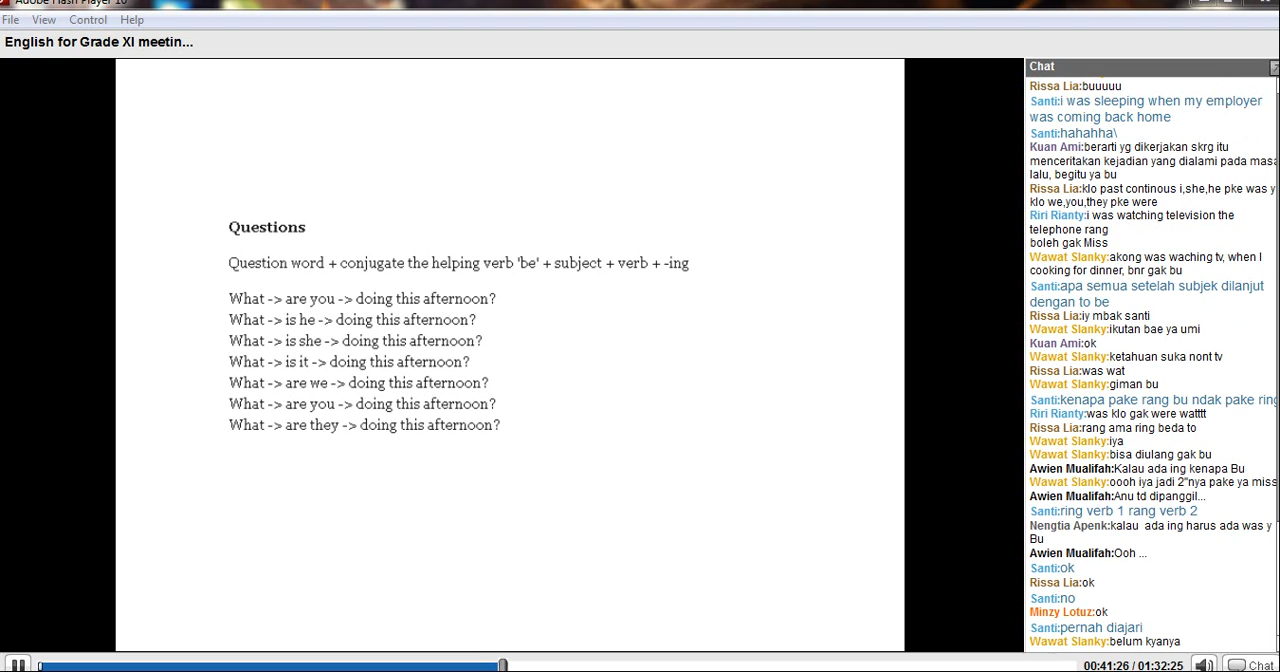 Adobe Flash Player 10
File View Control Help
English for Grade XI meetin...
Questions
Question word + conjugate the helping verb 'be' + subject + verb + -ing
What -> are you -> doing this afternoon?
What -> is he -> doing this afternoon?
What -> is she -> doing this afternoon?
What -> is it -> doing this afternoon?
What -> are we -> doing this afternoon?
What -> are you -> doing this afternoon?
What -> are they -> doing this afternoon?
Chat
Rissa Lia:buuuuu
Santi:i was sleeping when my employer
was coming back home
Santi:hahahha\
Kuan Ami:berarti yg dikerjakan skrg itu
menceritakan kejadian yang dialami pada masa
lalu, begitu ya bu
Rissa Lia:klo past continous i,she,he pke was y
klo we,you,they pke were
Riri Rianty:i was watching television the
telephone rang
boleh gak Miss
Wawat Slanky:akong was waching tv, when I
cooking for dinner, bnr gak bu
Santi:apa semua setelah subjek dilanjut
dengan to be
Rissa Lia:iy mbak santi
Wawat Slanky:ikutan bae ya umi
Kuan Ami:ok
Wawat Slanky:ketahuan suka nont tv
Rissa Lia:was wat
Wawat Slanky:giman bu
Santi:kenapa pake rang bu ndak pake ring
Riri Rianty:was klo gak were watttt
Rissa Lia:rang ama ring beda to
Wawat Slanky:iya
Wawat Slanky:bisa diulang gak bu
Awien Mualifah:Kalau ada ing kenapa Bu
Wawat Slanky:oooh iya jadi 2"nya pake ya miss
Awien Mualifah:Anu td dipanggil...
Santi:ring verb 1 rang verb 2
Nengtia Apenk:kalau ada ing harus ada was y
Bu
Awien Mualifah:Ooh ...
Santi:ok
Rissa Lia:ok
Santi:no
Minzy Lotuz:ok
Santi:pernah diajari
Wawat Slanky:belum kyanya
00:41:26 / 01:32:25
Chat